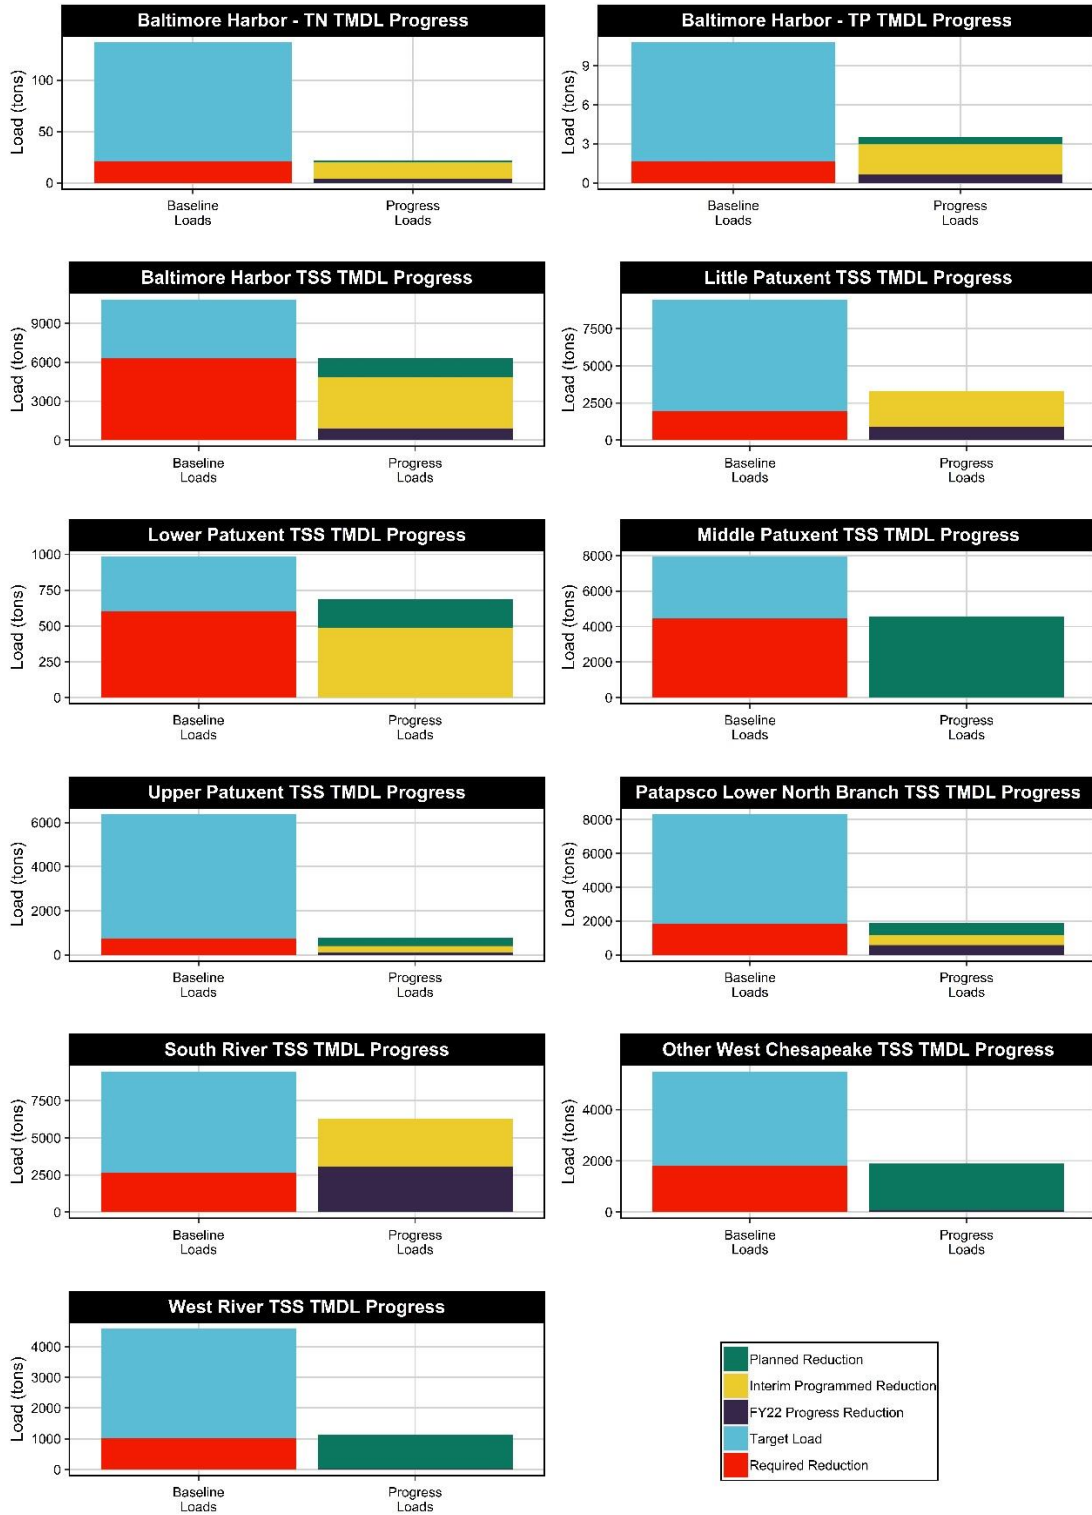 Baltimore Harbor - TN TMDL Progress
Load (tons)
100
50
0
Baseline
Loads
Progress
Loads
Baltimore Harbor - TP TMDL Progress
Load (tons)
9
6
3
0
Baseline
Loads
Progress
Loads
Baltimore Harbor TSS TMDL Progress
Load (tons)
9000
6000
3000
0
Baseline
Loads
Progress
Loads
Little Patuxent TSS TMDL Progress
Load (tons)
7500
5000
2500
0
Baseline
Loads
Progress
Loads
Lower Patuxent TSS TMDL Progress
Load (tons)
1000
750
500
250
0
Baseline
Loads
Progress
Loads
Middle Patuxent TSS TMDL Progress
Load (tons)
8000
6000
4000
2000
0
Baseline
Loads
Progress
Loads
Upper Patuxent TSS TMDL Progress
Load (tons)
6000
4000
2000
0
Baseline
Loads
Progress
Loads
Patapsco Lower North Branch TSS TMDL Progress
Load (tons)
8000
6000
4000
2000
0
Baseline
Loads
Progress
Loads
South River TSS TMDL Progress
Load (tons)
7500
5000
2500
0
Baseline
Loads
Progress
Loads
Other West Chesapeake TSS TMDL Progress
Load (tons)
4000
2000
0
Baseline
Loads
Progress
Loads
West River TSS TMDL Progress
Load (tons)
4000
3000
2000
1000
0
Baseline
Loads
Progress
Loads
Planned Reduction
Interim Programmed Reduction
FY22 Progress Reduction
Target Load
Required Reduction